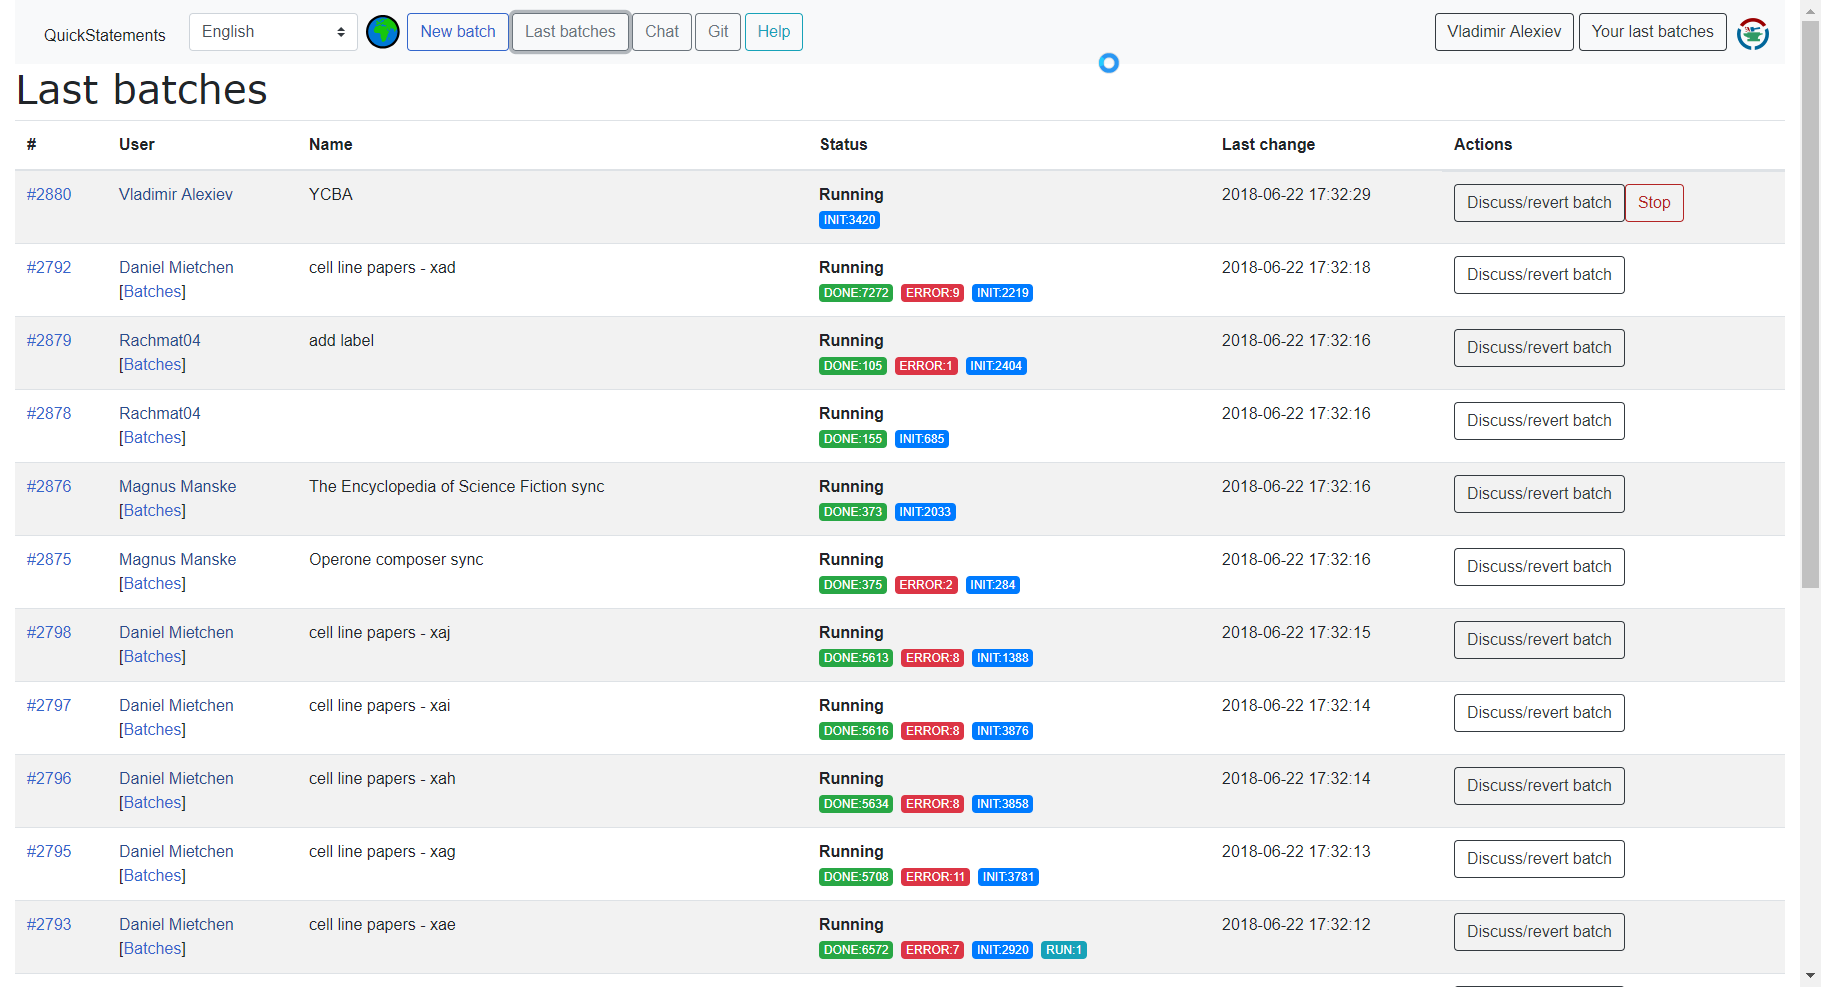 QuickStatements English New batch Last batches Chat Git Help Vladimir Alexiev Your last batches
Last batches
# User Name Status Last change Actions
#2880 Vladimir Alexiev YCBA Running 2018-06-22 17:32:29 Discuss/revert batch Stop
INIT:3420
#2792 Daniel Mietchen cell line papers - xad Running 2018-06-22 17:32:18 Discuss/revert batch
[Batches] DONE:7272 ERROR:9 INIT:2219
#2879 Rachmat04 add label Running 2018-06-22 17:32:16 Discuss/revert batch
[Batches] DONE:105 ERROR:1 INIT:2404
#2878 Rachmat04 Running 2018-06-22 17:32:16 Discuss/revert batch
[Batches] DONE:155 INIT:685
#2876 Magnus Manske The Encyclopedia of Science Fiction sync Running 2018-06-22 17:32:16 Discuss/revert batch
[Batches] DONE:373 INIT:2033
#2875 Magnus Manske Operone composer sync Running 2018-06-22 17:32:16 Discuss/revert batch
[Batches] DONE:375 ERROR:2 INIT:284
#2798 Daniel Mietchen cell line papers - xaj Running 2018-06-22 17:32:15 Discuss/revert batch
[Batches] DONE:5613 ERROR:8 INIT:1388
#2797 Daniel Mietchen cell line papers - xai Running 2018-06-22 17:32:14 Discuss/revert batch
[Batches] DONE:5616 ERROR:8 INIT:3876
#2796 Daniel Mietchen cell line papers - xah Running 2018-06-22 17:32:14 Discuss/revert batch
[Batches] DONE:5634 ERROR:8 INIT:3858
#2795 Daniel Mietchen cell line papers - xag Running 2018-06-22 17:32:13 Discuss/revert batch
[Batches] DONE:5708 ERROR:11 INIT:3781
#2793 Daniel Mietchen cell line papers - xae Running 2018-06-22 17:32:12 Discuss/revert batch
[Batches] DONE:6572 ERROR:7 INIT:2920 RUN:1